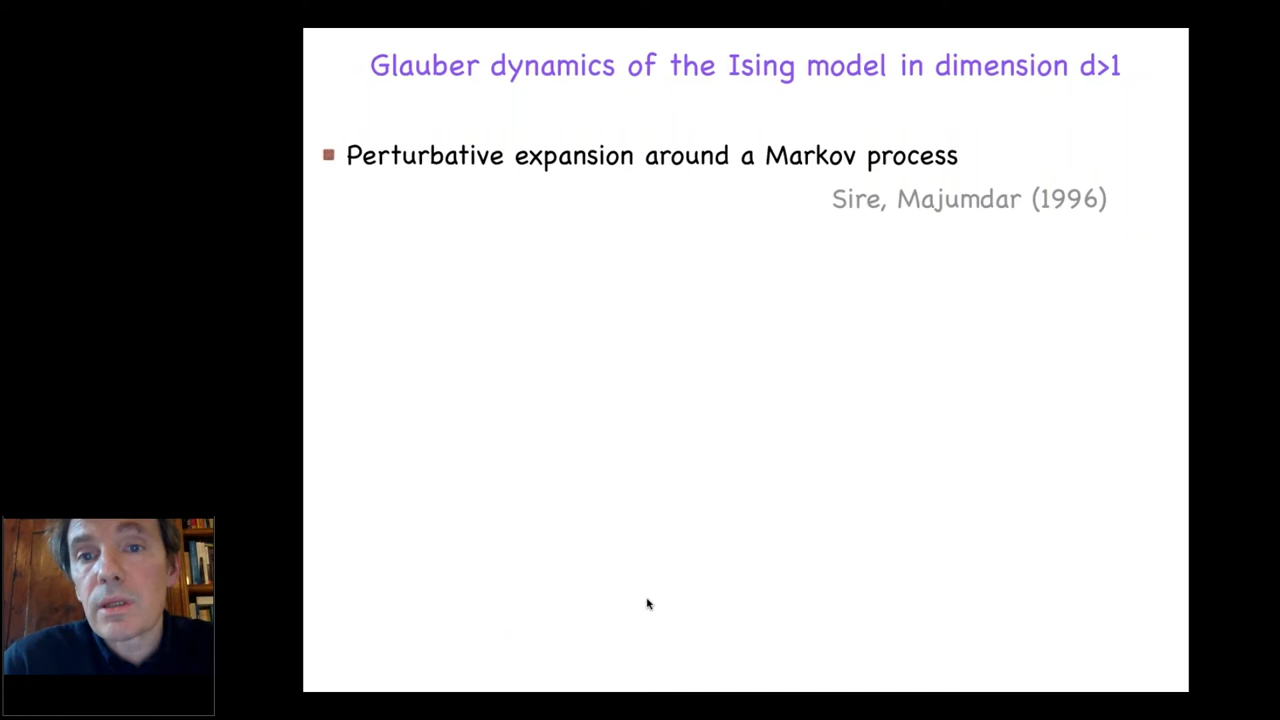 Glauber dynamics of the Ising model in dimension d>1
Perturbative expansion around a Markov process
Sire, Majumdar (1996)